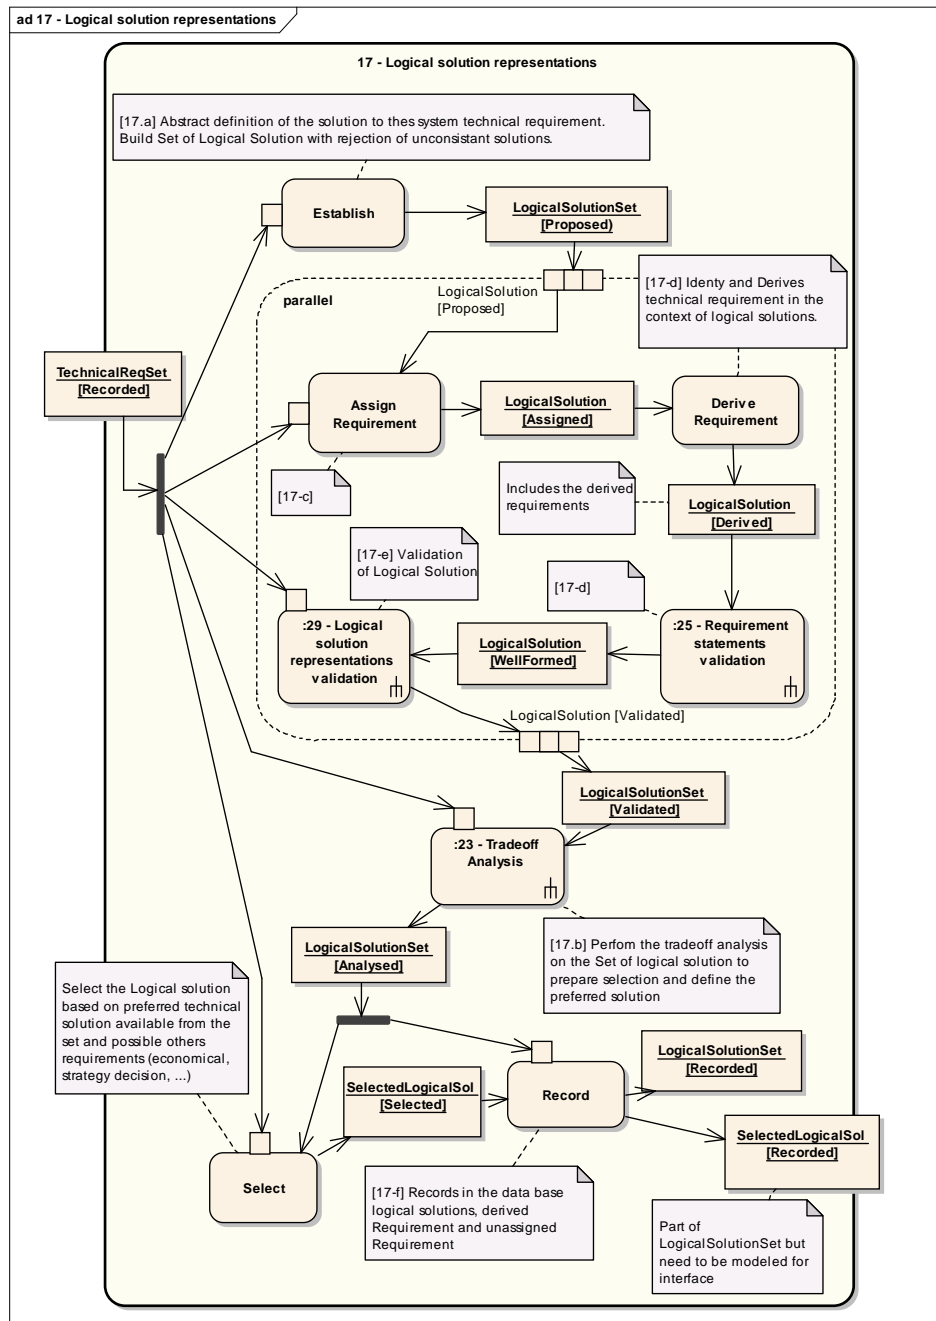 ad 17 - Logical solution representations
17 - Logical solution representations
[17.a] Abstract definition of the solution to thes system technical requirement.
Build Set of Logical Solution with rejection of unconsistant solutions.
Establish
LogicalSolutionSet
[Proposed)
LogicalSolution
[Proposed]
parallel
[17-d] Identy and Derives
technical requirement in the
context of logical solutions.
TechnicalReqSet
[Recorded]
Assign
Requirement
LogicalSolution
[Assigned]
Derive
Requirement
[17-c]
Includes the derived
requirements
LogicalSolution
[Derived]
[17-e] Validation
of Logical Solution
[17-d]
:29 - Logical
solution
representations
validation
LogicalSolution
[WellFormed]
:25 - Requirement
statements
validation
LogicalSolution [Validated]
LogicalSolutionSet
[Validated]
:23 - Tradeoff
Analysis
LogicalSolutionSet
[Analysed]
[17.b] Perfom the tradeoff analysis
on the Set of logical solution to
prepare selection and define the
preferred solution
Select the Logical solution
based on preferred technical
solution available from the
set and possible others
requirements (economical,
strategy decision, ...)
SelectedLogicalSol
[Selected]
Record
LogicalSolutionSet
[Recorded]
SelectedLogicalSol
[Recorded]
Select
[17-f] Records in the data base
logical solutions, derived
Requirement and unassigned
Requirement
Part of
LogicalSolutionSet but
need to be modeled for
interface